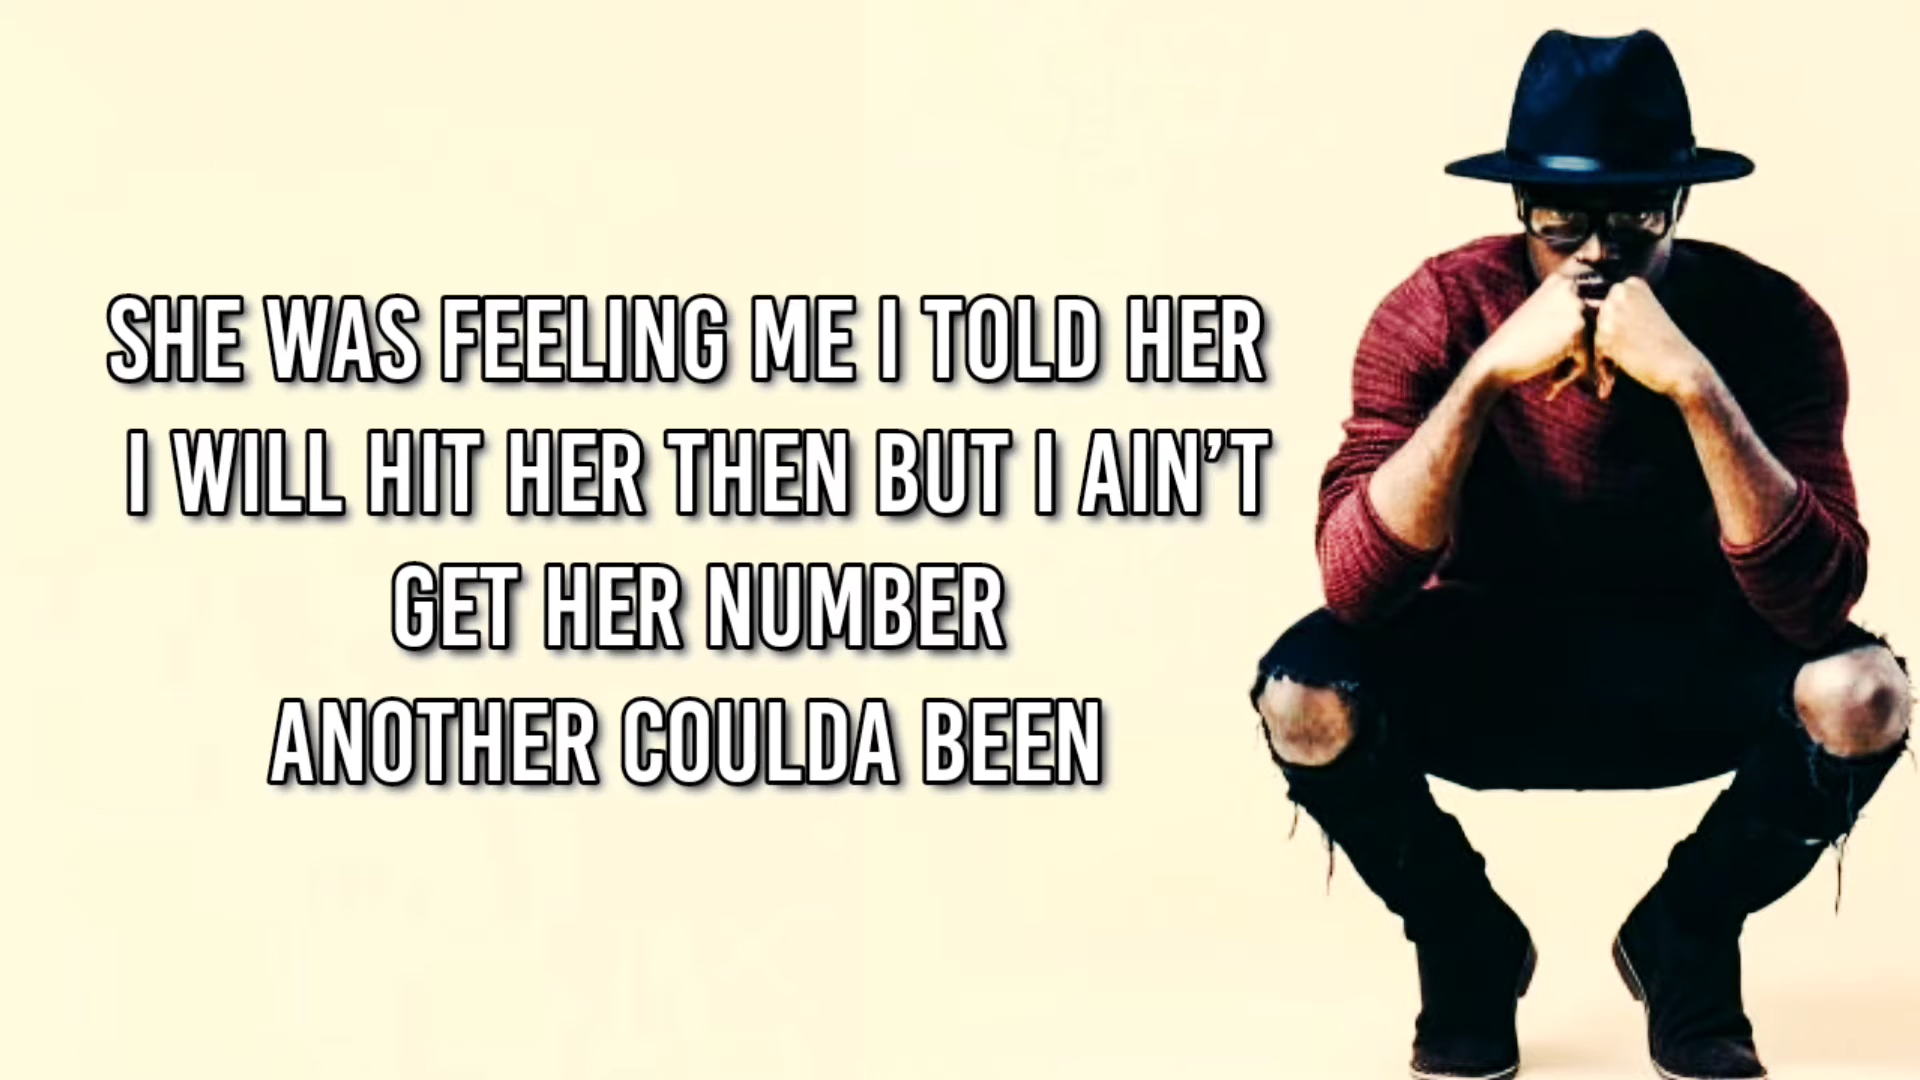 SHE WAS FEELING ME I TOLD HER
I WILL HIT HER THEN BUT I AIN'T
GET HER NUMBER
ANOTHER COULDA BEEN